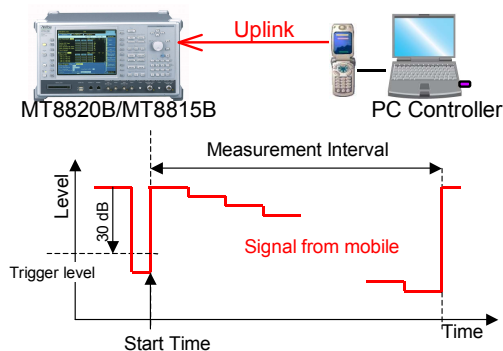 Uplink
MT8820B/MT8815B
PC Controller
Measurement Interval
Level
30 dB
Signal from mobile
Trigger level
Time
Start Time